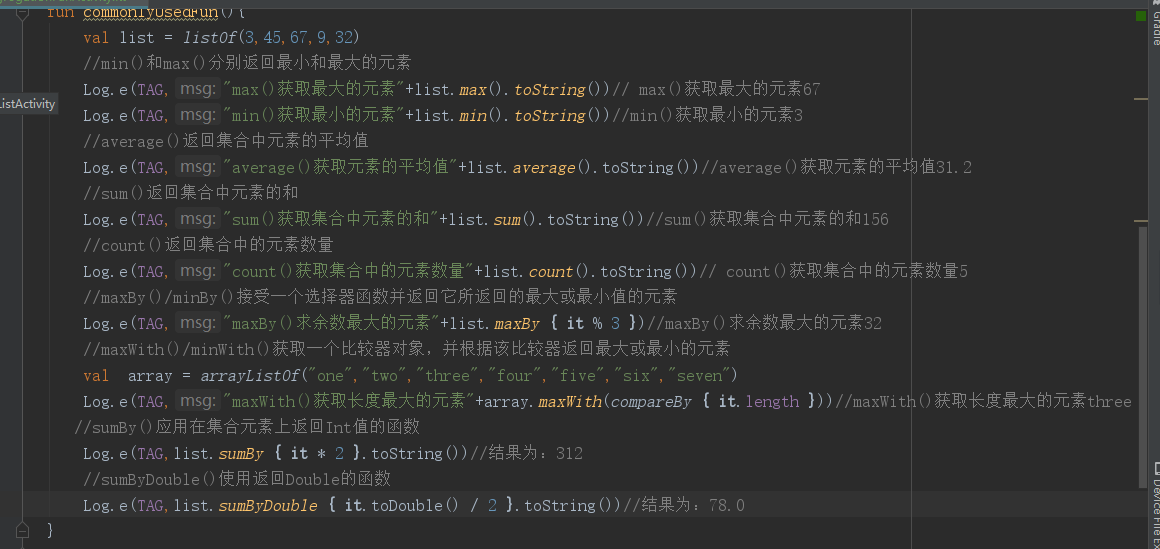 fun commonlyUsedFun(){
val list = listOf(3,45,67,9,32)
//min()和max()分别返回最小和最大的元素
Log.e(TAG, msg: "max()获取最大的元素"+list.max().toString())// max()获取最大的元素67
ListActivity
Log.e(TAG, msg: "min()获取最小的元素"+list.min().toString())//min()获取最小的元素3
//average()返回集合中元素的平均值
Log.e(TAG, msg: "average()获取元素的平均值"+list.average().toString())//average()获取元素的平均值31.2
//sum()返回集合中元素的和
Log.e(TAG, msg: "sum()获取集合中元素的和"+list.sum().toString())//sum()获取集合中元素的和156
//count()返回集合中的元素数量
Log.e(TAG, msg: "count()获取集合中的元素数量"+list.count().toString())// count()获取集合中的元素数量5
//maxBy()/minBy()接受一个选择器函数并返回它所返回的最大或最小值的元素
Log.e(TAG, msg: "maxBy()求余数最大的元素"+list.maxBy { it % 3 })//maxBy()求余数最大的元素32
//maxWith()/minWith()获取一个比较器对象，并根据该比较器返回最大或最小的元素
val  array = arrayListOf("one","two","three","four","five","six","seven")
Log.e(TAG, msg: "maxWith()获取长度最大的元素"+array.maxWith(compareBy { it.length }))//maxWith()获取长度最大的元素three
//sumBy()应用在集合元素上返回Int值的函数
Log.e(TAG,list.sumBy { it * 2 }.toString())//结果为：312
//sumByDouble()使用返回Double的函数
Log.e(TAG,list.sumByDouble { it.toDouble() / 2 }.toString())//结果为：78.0
}
Gradle
Device File Ex